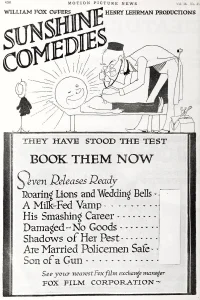 MOTION PICTURE NEWS
WILLIAM FOX OFFERS
HENRY LEHRMAN PRODUCTIONS
SUNSHINE
COMEDIES
THEY HAVE STOOD THE TEST
BOOK THEM NOW
Seven Releases Ready
Roaring Lions and Wedding Bells
A Milk-Fed Vamp
His Smashing Career
Damaged–No Goods
Shadows of Her Pest
Are Married Policemen Safe
Son of a Gun
See your nearest Fox film exchange manager
FOX FILM CORPORATION